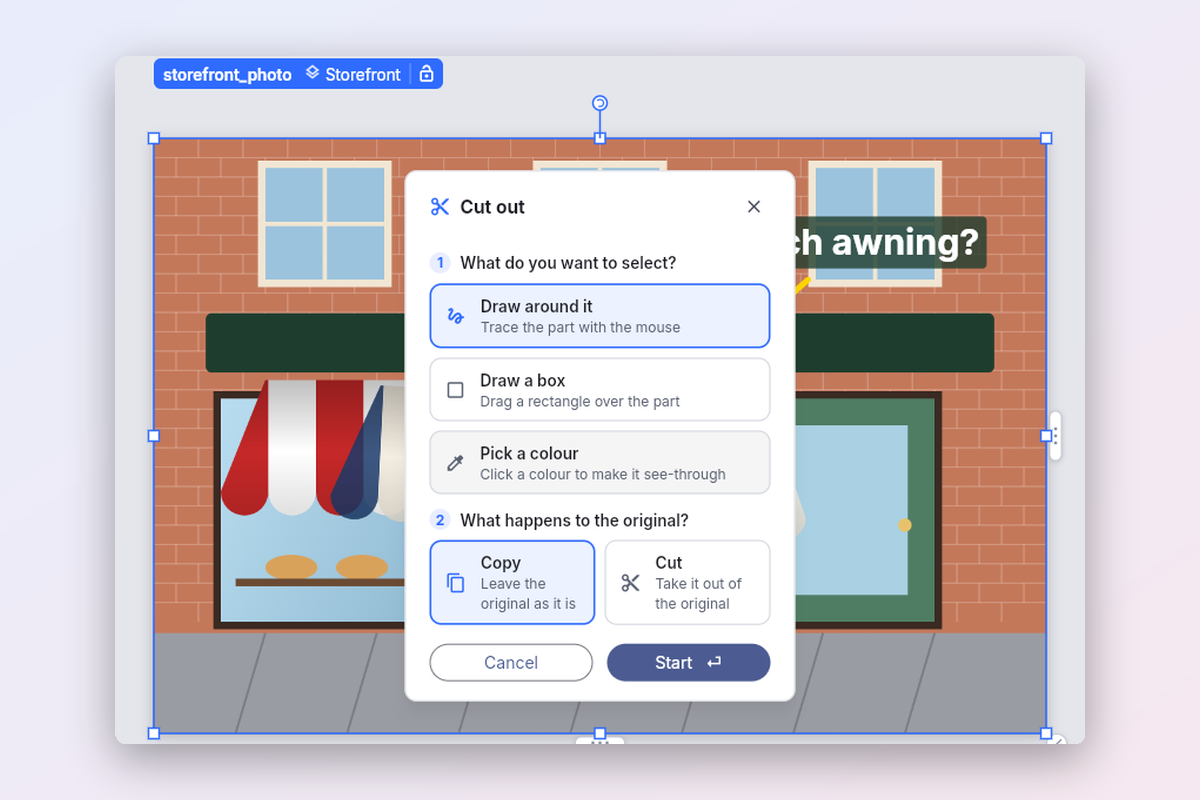 storefront_photo Storefront
Cut out
ch awning?
1 What do you want to select?
Draw around it
Trace the part with the mouse
Draw a box
Drag a rectangle over the part
Pick a colour
Click a colour to make it see-through
2 What happens to the original?
Copy
Leave the
original as it is
Cut
Take it out of
the original
Cancel
Start